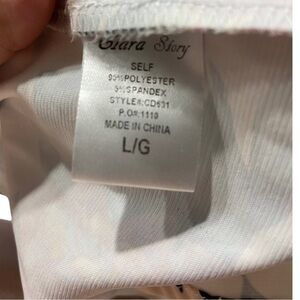 Clara Story
SELF
95%POLYESTER
5%SPANDEX
STYLE#:CD531
P.O#:1110
MADE IN CHINA
L/G